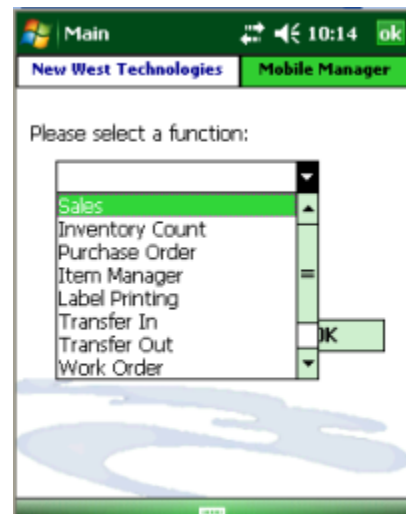 Main 10:14 ok
New West Technologies Mobile Manager
Please select a function:
Sales
Inventory Count
Purchase Order
Item Manager
Label Printing
Transfer In
Transfer Out
Work Order